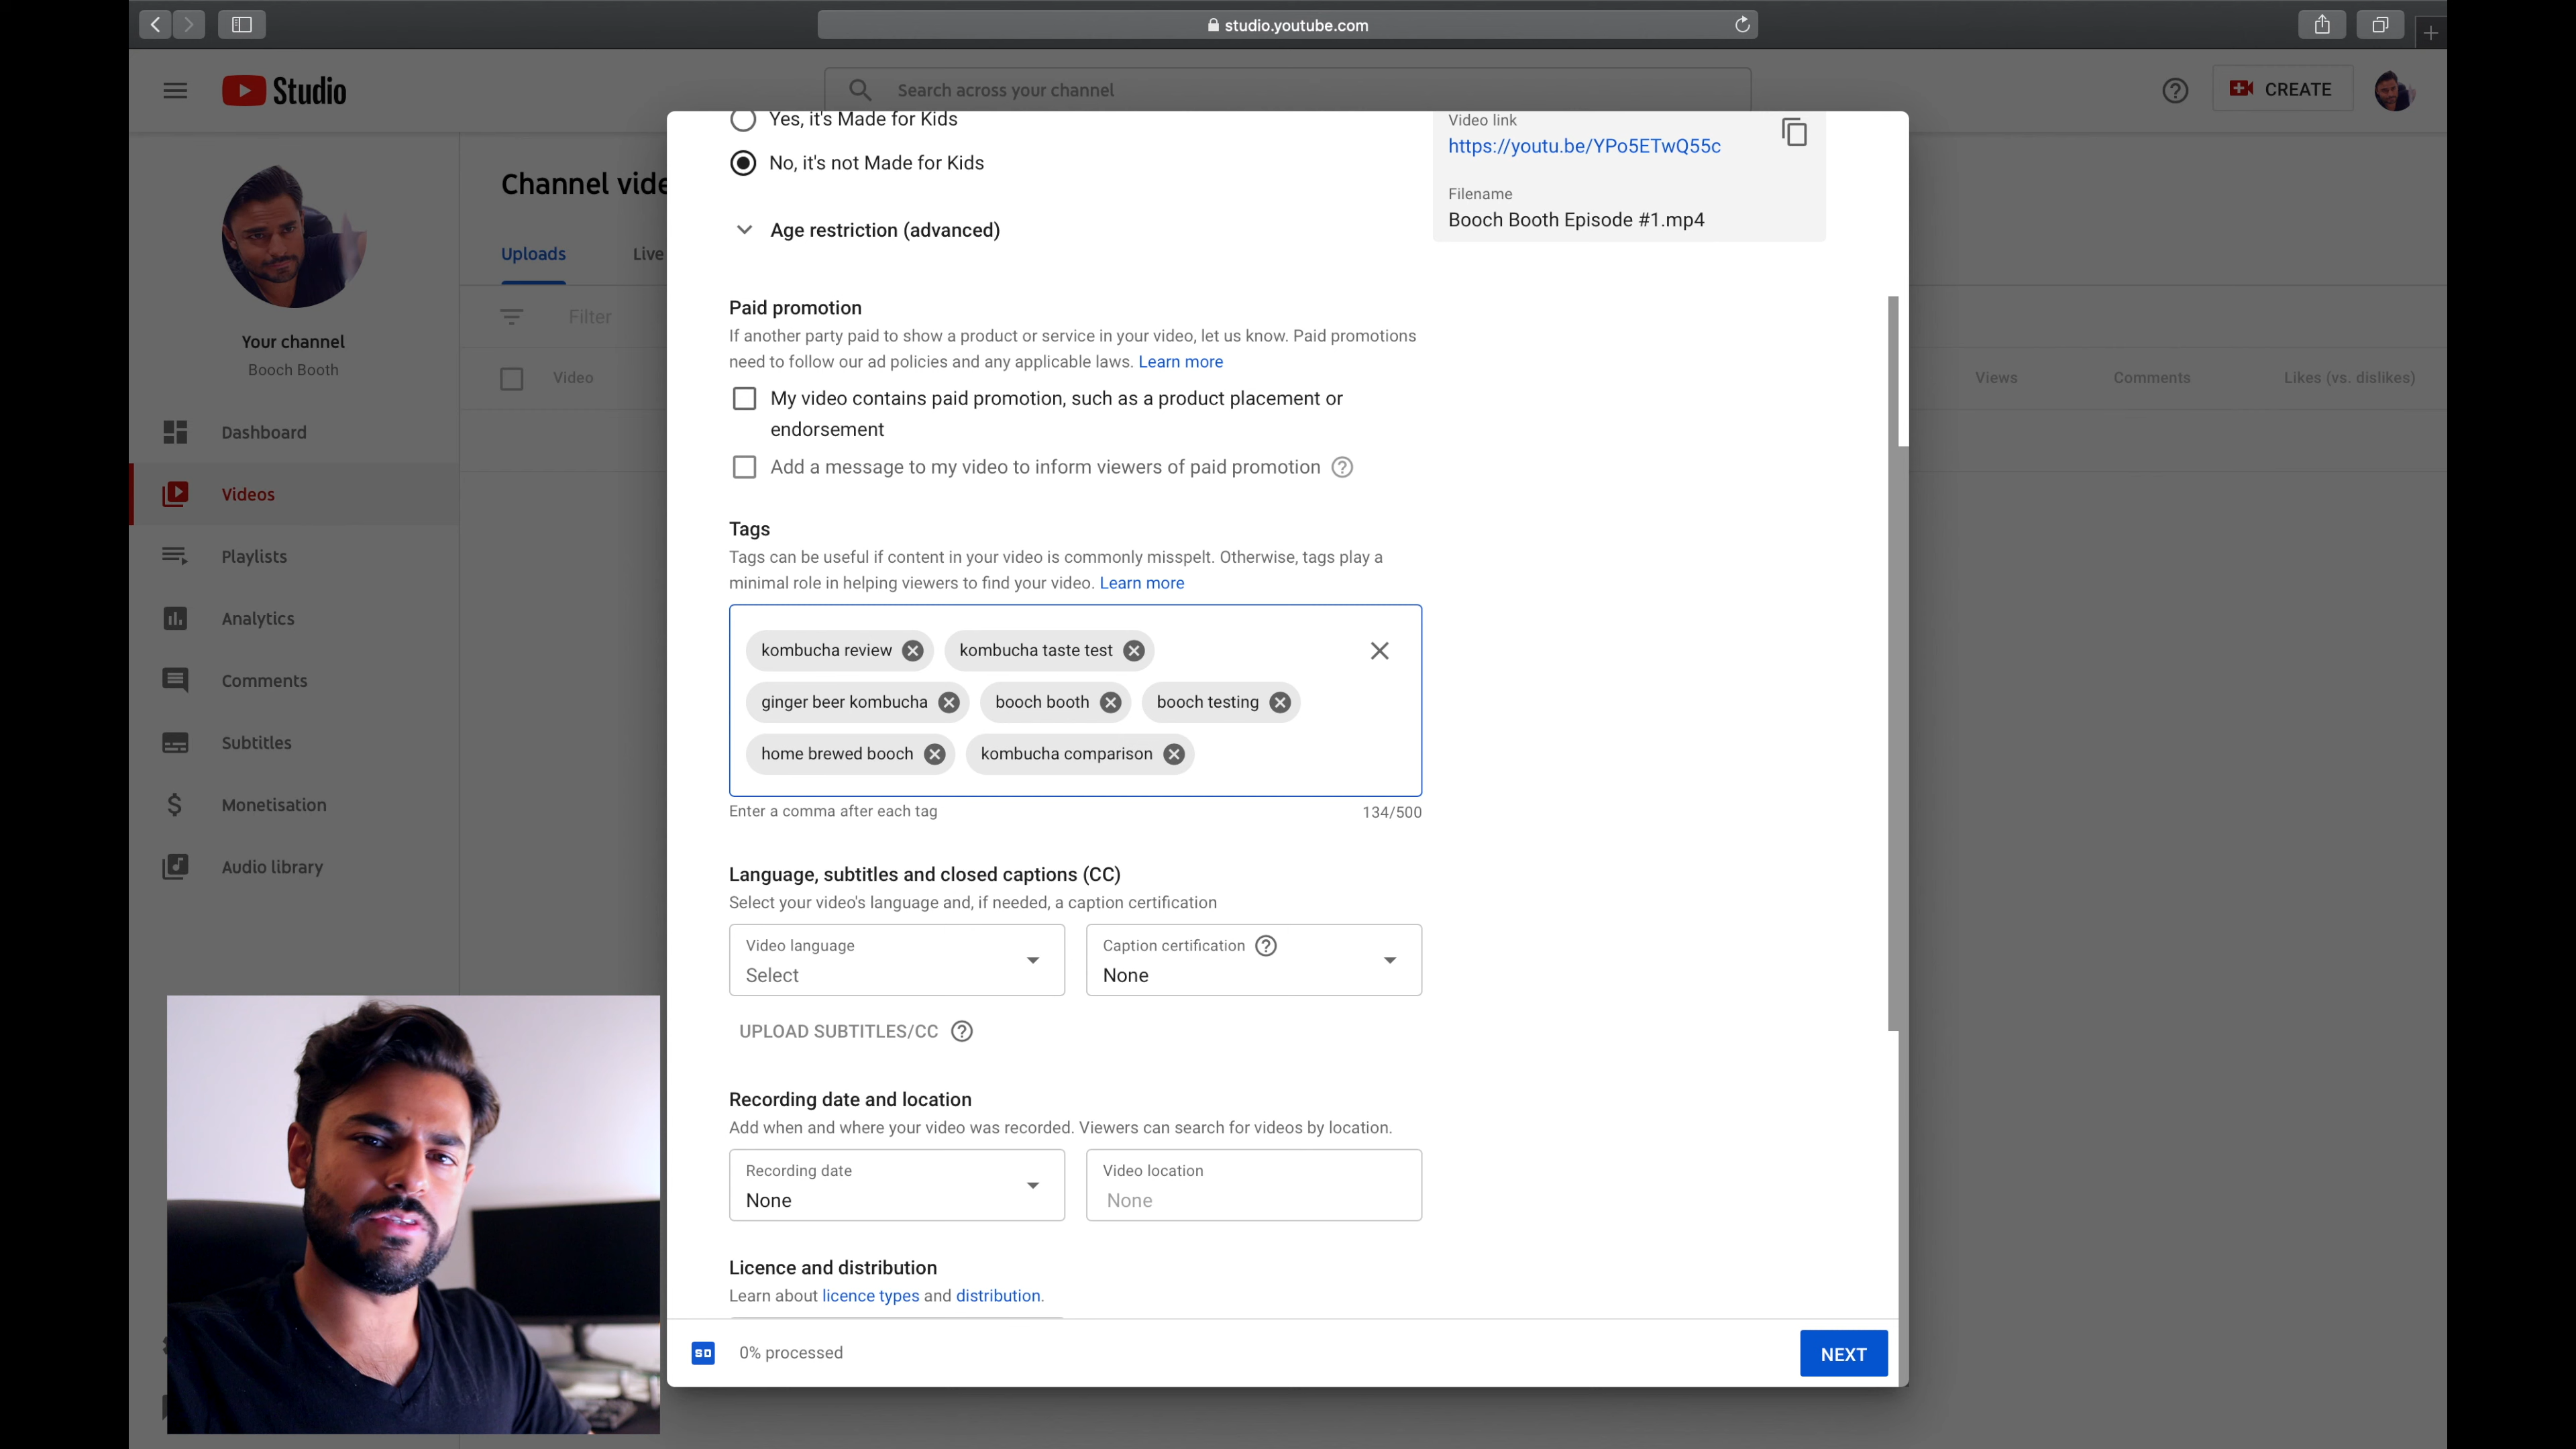 studio.youtube.com
Studio
Search across your channel
CREATE
Your channel
Booch Booth
Dashboard
Videos
Playlists
Analytics
Comments
Subtitles
Monetisation
Audio library
Channel vide
Uploads
Live
Filter
Video
Views
Comments
Likes (vs. dislikes)
Yes, it's Made for Kids
No, it's not Made for Kids
Age restriction (advanced)
Video link
https://youtu.be/YPo5ETwQ55c
Filename
Booch Booth Episode #1.mp4
Paid promotion
If another party paid to show a product or service in your video, let us know. Paid promotions
need to follow our ad policies and any applicable laws. Learn more
My video contains paid promotion, such as a product placement or
endorsement
Add a message to my video to inform viewers of paid promotion
Tags
Tags can be useful if content in your video is commonly misspelt. Otherwise, tags play a
minimal role in helping viewers to find your video. Learn more
kombucha review kombucha taste test
ginger beer kombucha booch booth booch testing
home brewed booch kombucha comparison
Enter a comma after each tag 134/500
Language, subtitles and closed captions (CC)
Select your video's language and, if needed, a caption certification
Video language
Select
Caption certification
None
UPLOAD SUBTITLES/CC
Recording date and location
Add when and where your video was recorded. Viewers can search for videos by location.
Recording date
None
Video location
None
Licence and distribution
Learn about licence types and distribution.
SD 0% processed
NEXT